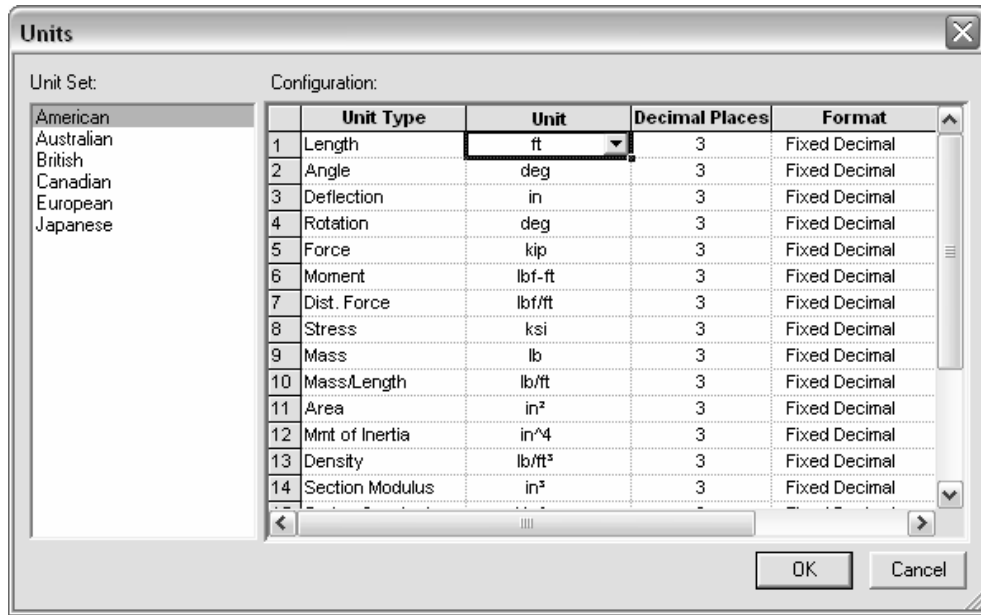 Units
Unit Set:
Configuration:
American
Australian
British
Canadian
European
Japanese
Unit Type Unit Decimal Places Format
1 Length ft 3 Fixed Decimal
2 Angle deg 3 Fixed Decimal
3 Deflection in 3 Fixed Decimal
4 Rotation deg 3 Fixed Decimal
5 Force kip 3 Fixed Decimal
6 Moment lbf-ft 3 Fixed Decimal
7 Dist. Force lbf/ft 3 Fixed Decimal
8 Stress ksi 3 Fixed Decimal
9 Mass lb 3 Fixed Decimal
10 Mass/Length lb/ft 3 Fixed Decimal
11 Area in² 3 Fixed Decimal
12 Mmt of Inertia in^4 3 Fixed Decimal
13 Density lb/ft³ 3 Fixed Decimal
14 Section Modulus in³ 3 Fixed Decimal
OK Cancel